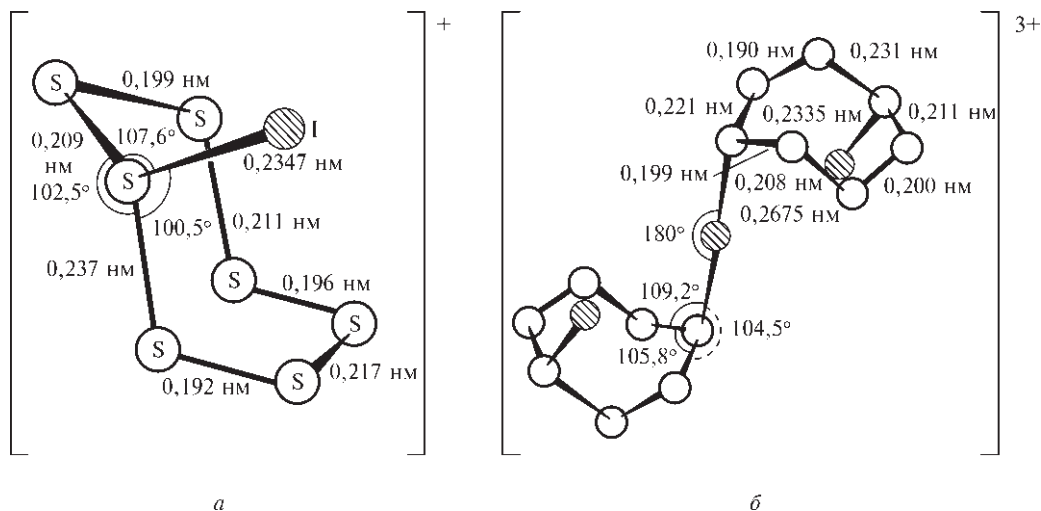 +
3+
S
0,199 нм
S
I
0,209
нм
107,6°
0,2347 нм
S
102,5°
100,5°
0,211 нм
0,237 нм
S
0,196 нм
S
S
S
0,192 нм
0,217 нм
а
0,190 нм
0,231 нм
0,221 нм
0,2335 нм
0,211 нм
0,199 нм
0,208 нм
0,200 нм
0,2675 нм
180°
109,2°
104,5°
105,8°
б